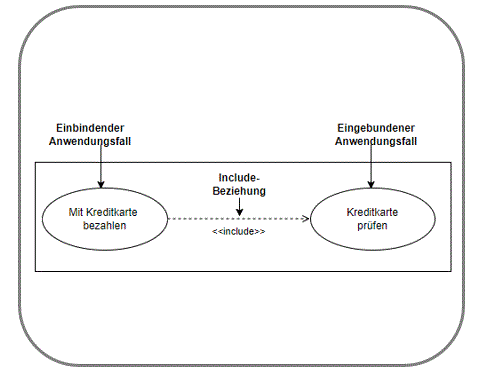 Einbindender
Anwendungsfall
Eingebundener
Anwendungsfall
Include-
Beziehung
Mit Kreditkarte
bezahlen
<<include>>
Kreditkarte
prüfen